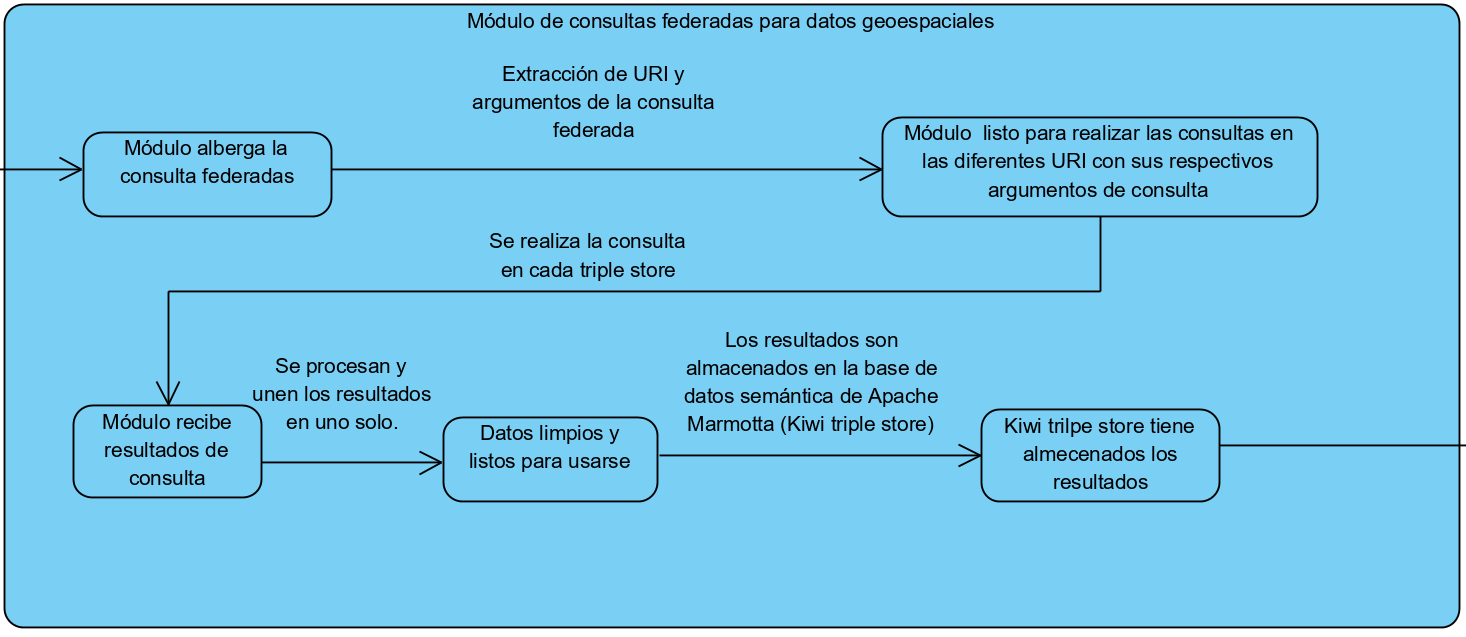 Módulo de consultas federadas para datos geoespaciales
Extracción de URI y
argumentos de la consulta
federada
Módulo alberga la
consulta federadas
Módulo  listo para realizar las consultas en
las diferentes URI con sus respectivos
argumentos de consulta
Se realiza la consulta
en cada triple store
Módulo recibe
resultados de
consulta
Se procesan y
unen los resultados
en uno solo.
Datos limpios y
listos para usarse
Los resultados son
almacenados en la base de
datos semántica de Apache
Marmotta (Kiwi triple store)
Kiwi trilpe store tiene
almecenados los
resultados